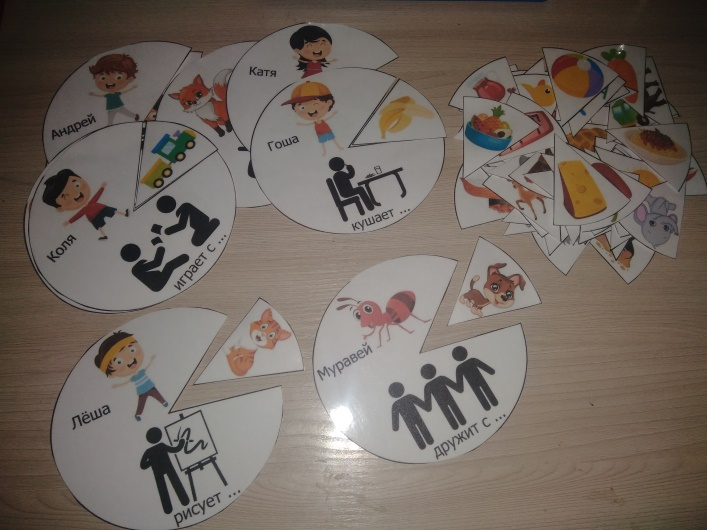 Андрей
Катя
Гоша
кушает ...
Коля
играет с ...
Лёша
рисует ...
Муравей
дружит с ...